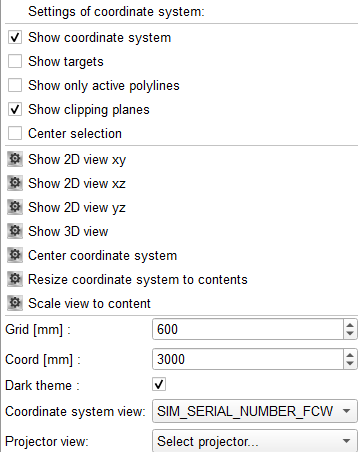 Settings of coordinate system:
Show coordinate system
Show targets
Show only active polylines
Show clipping planes
Center selection
Show 2D view xy
Show 2D view xz
Show 2D view yz
Show 3D view
Center coordinate system
Resize coordinate system to contents
Scale view to content
Grid [mm] : 600
Coord [mm] : 3000
Dark theme :
Coordinate system view: SIM_SERIAL_NUMBER_FCW
Projector view: Select projector...